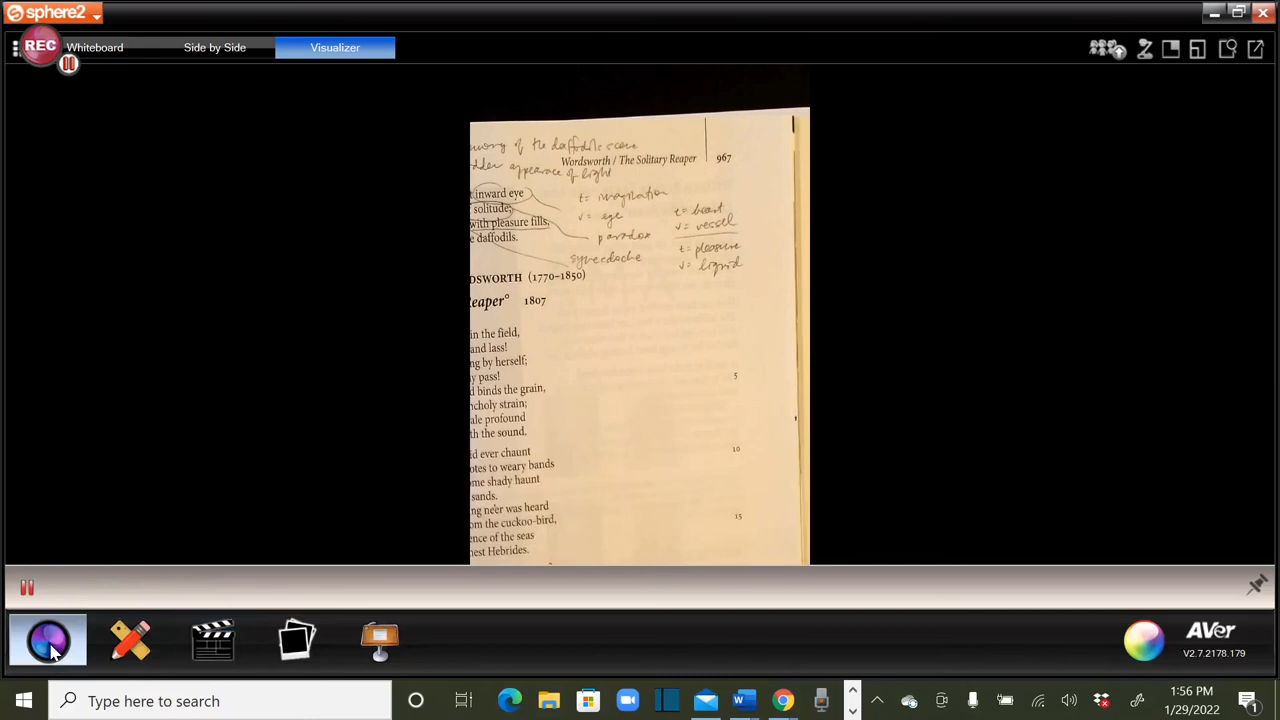 sphere2
REC
Whiteboard
Side by Side
Visualizer
of the daffodils scene
appearance of light
Wordsworth / The Solitary Reaper 967
inward eye
solitude;
with pleasure fills,
e daffodils.
t = imagination
v = eye
paradox
synecdoche
t = heart
v = vessel
t = pleasure
v = liquid
DSWORTH (1770–1850)
Reaper° 1807
in the field,
and lass!
ng by herself;
y pass!
d binds the grain,
ncholy strain;
ale profound
th the sound.
5
id ever chaunt
otes to weary bands
ome shady haunt
sands.
ng ne'er was heard
om the cuckoo-bird,
ence of the seas
hest Hebrides.
10
15
AVer
V2.7.2178.179
Type here to search
1:56 PM
1/29/2022
1